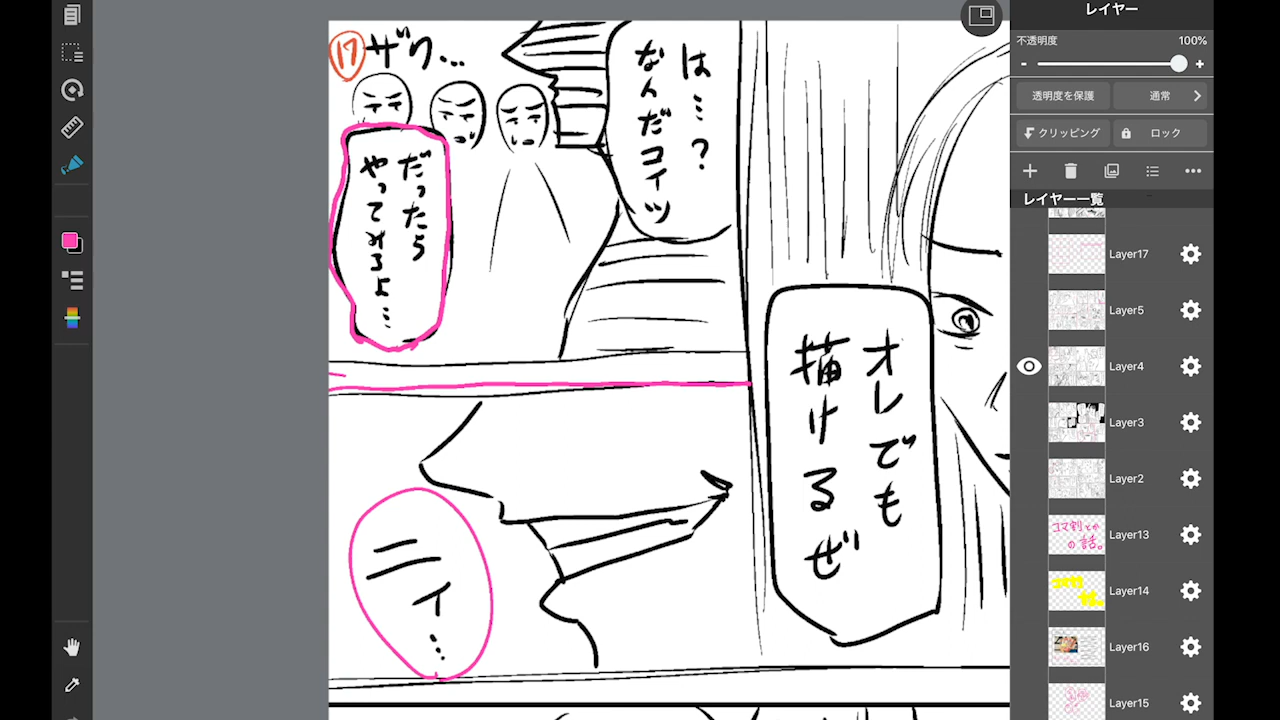 ⑰
ザワ…
は…?
なんだコイツ
だったら
やってみろよ…
オレでも
描けるぜ
ニィ…
レイヤー
不透明度
100%
- +
透明度を保護
通常
クリッピング
ロック
レイヤー一覧
Layer17
Layer5
Layer4
Layer3
Layer2
コマ割とか
の話。
Layer13
Layer14
Layer16
Layer15